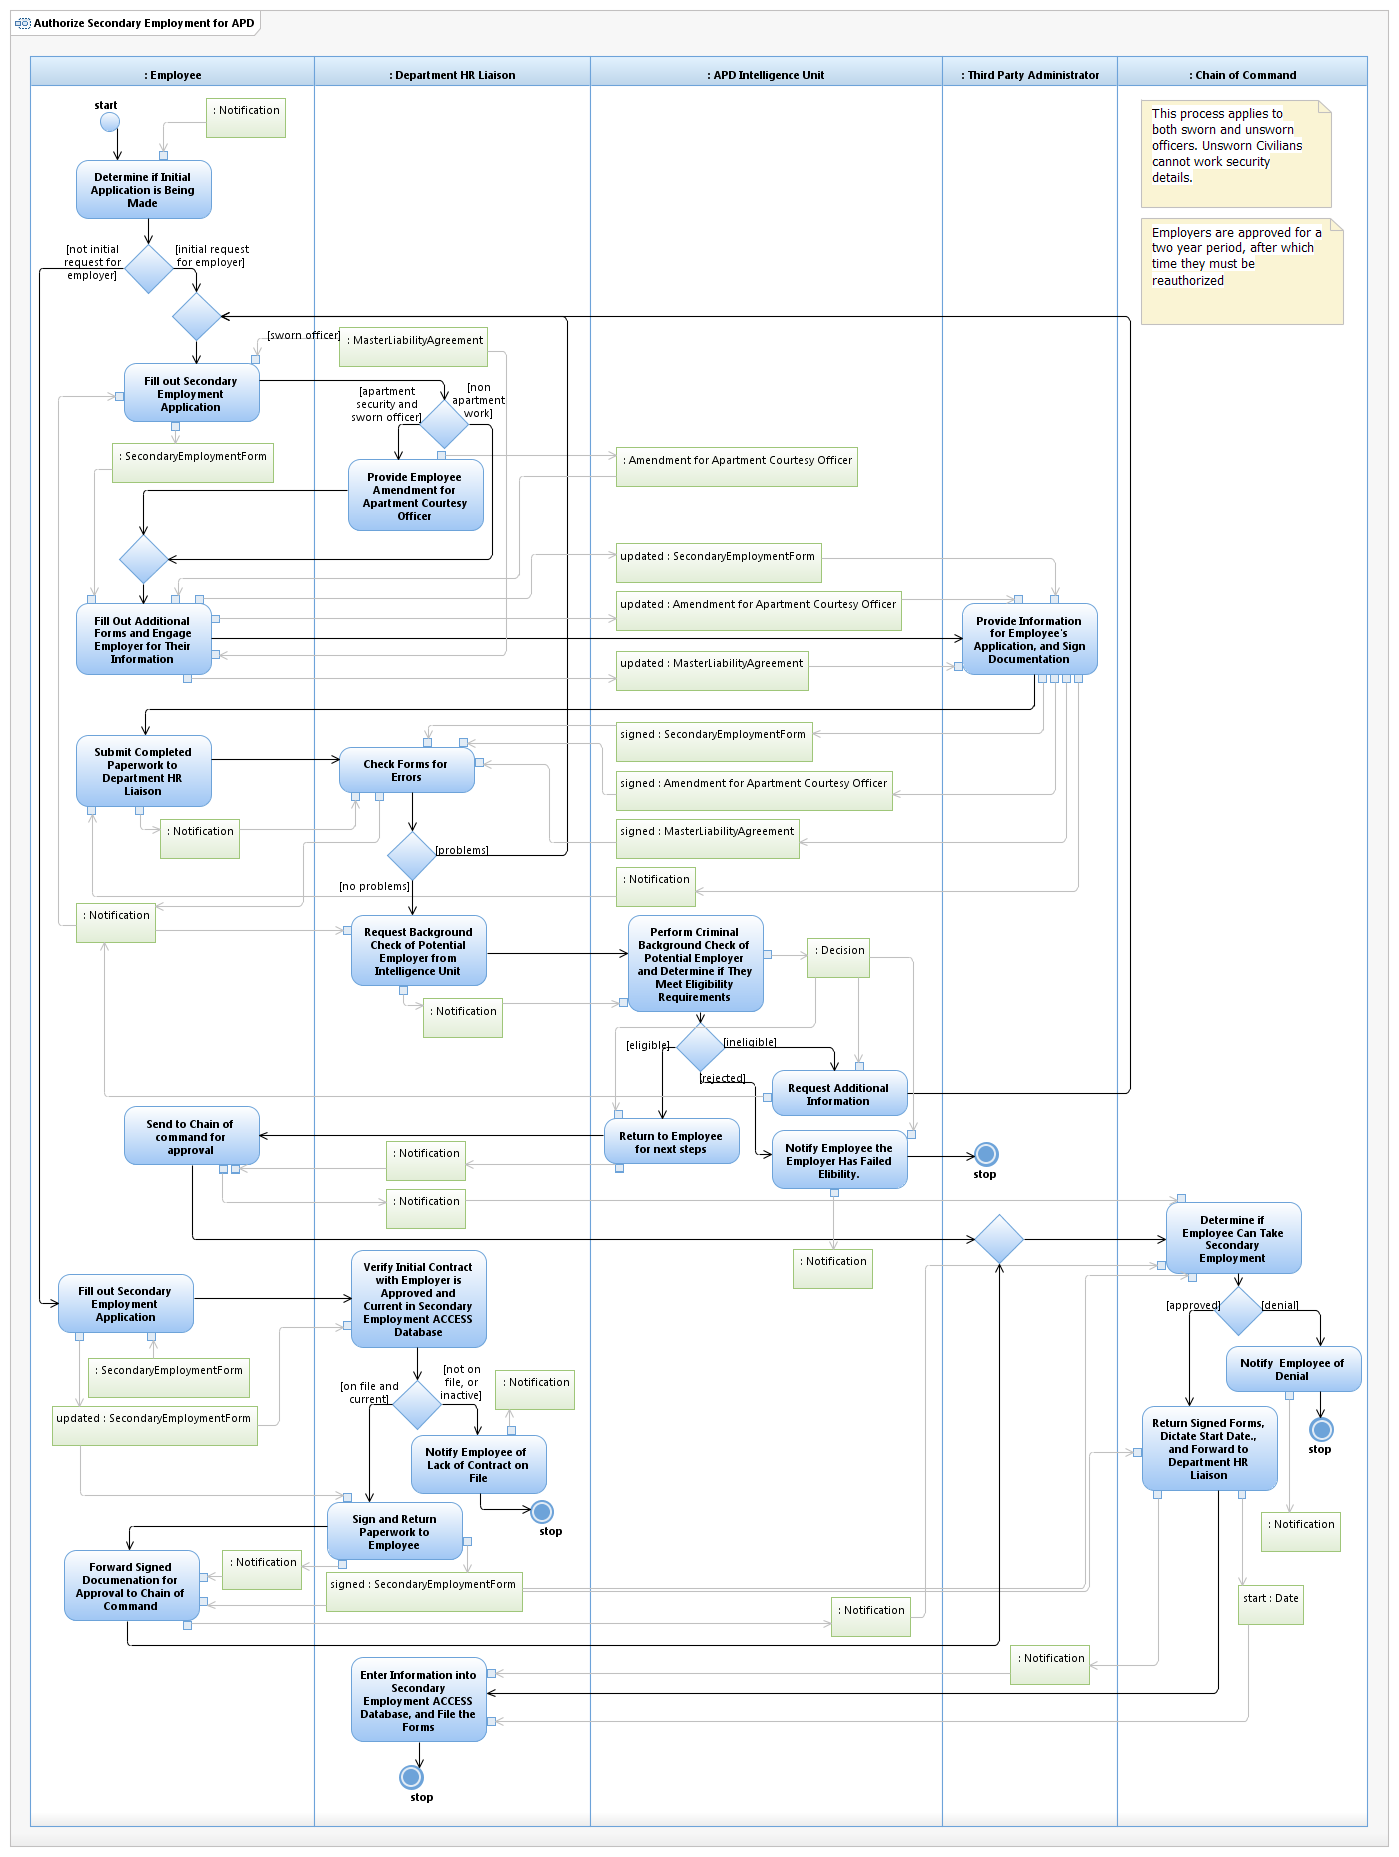 Authorize Secondary Employment for APD
: Employee
: Department HR Liaison
: APD Intelligence Unit
: Third Party Administrator
: Chain of Command
start
: Notification
This process applies to
both sworn and unsworn
officers. Unsworn Civilians
cannot work security
details.
Determine if Initial
Application is Being
Made
Employers are approved for a
two year period, after which
time they must be
reauthorized
[not initial
request for
employer]
[initial request
for employer]
[sworn officer]
: MasterLiabilityAgreement
Fill out Secondary
Employment
Application
[apartment
security and
sworn officer]
[non
apartment
work]
: SecondaryEmploymentForm
: Amendment for Apartment Courtesy Officer
Provide Employee
Amendment for
Apartment Courtesy
Officer
updated : SecondaryEmploymentForm
updated : Amendment for Apartment Courtesy Officer
Fill Out Additional
Forms and Engage
Employer for Their
Information
Provide Information
for Employee's
Application, and Sign
Documentation
updated : MasterLiabilityAgreement
signed : SecondaryEmploymentForm
Submit Completed
Paperwork to
Department HR
Liaison
Check Forms for
Errors
signed : Amendment for Apartment Courtesy Officer
: Notification
signed : MasterLiabilityAgreement
[problems]
: Notification
[no problems]
: Notification
Request Background
Check of Potential
Employer from
Intelligence Unit
Perform Criminal
Background Check of
Potential Employer
and Determine if They
Meet Eligibility
Requirements
: Decision
: Notification
[eligible]
[ineligible]
[rejected]
Request Additional
Information
Send to Chain of
command for
approval
Return to Employee
for next steps
Notify Employee the
Employer Has Failed
Elibility.
stop
: Notification
: Notification
Determine if
Employee Can Take
Secondary
Employment
: Notification
Verify Initial Contract
with Employer is
Approved and
Current in Secondary
Employment ACCESS
Database
Fill out Secondary
Employment
Application
[approved]
[denial]
: SecondaryEmploymentForm
[on file and
current]
[not on
file, or
inactive]
: Notification
Notify  Employee of
Denial
updated : SecondaryEmploymentForm
Notify Employee of
Lack of Contract on
File
stop
Return Signed Forms,
Dictate Start Date.,
and Forward to
Department HR
Liaison
stop
Sign and Return
Paperwork to
Employee
: Notification
Forward Signed
Documenation for
Approval to Chain of
Command
: Notification
signed : SecondaryEmploymentForm
: Notification
start : Date
: Notification
Enter Information into
Secondary
Employment ACCESS
Database, and File the
Forms
stop